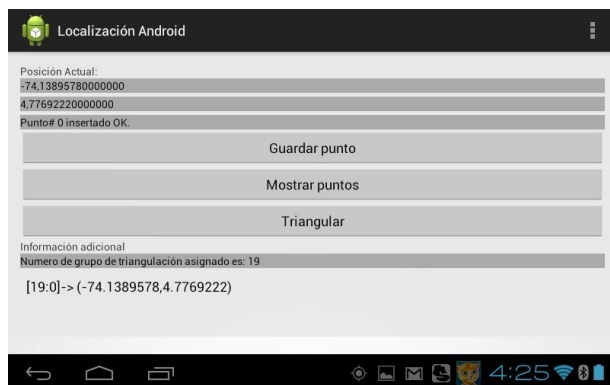 Localización Android
Posición Actual:
-74,13895780000000
4,77692220000000
Punto# 0 insertado OK.
Guardar punto
Mostrar puntos
Triangular
Información adicional
Numero de grupo de triangulación asignado es: 19
[19:0]-> (-74.1389578,4.7769222)
4:25